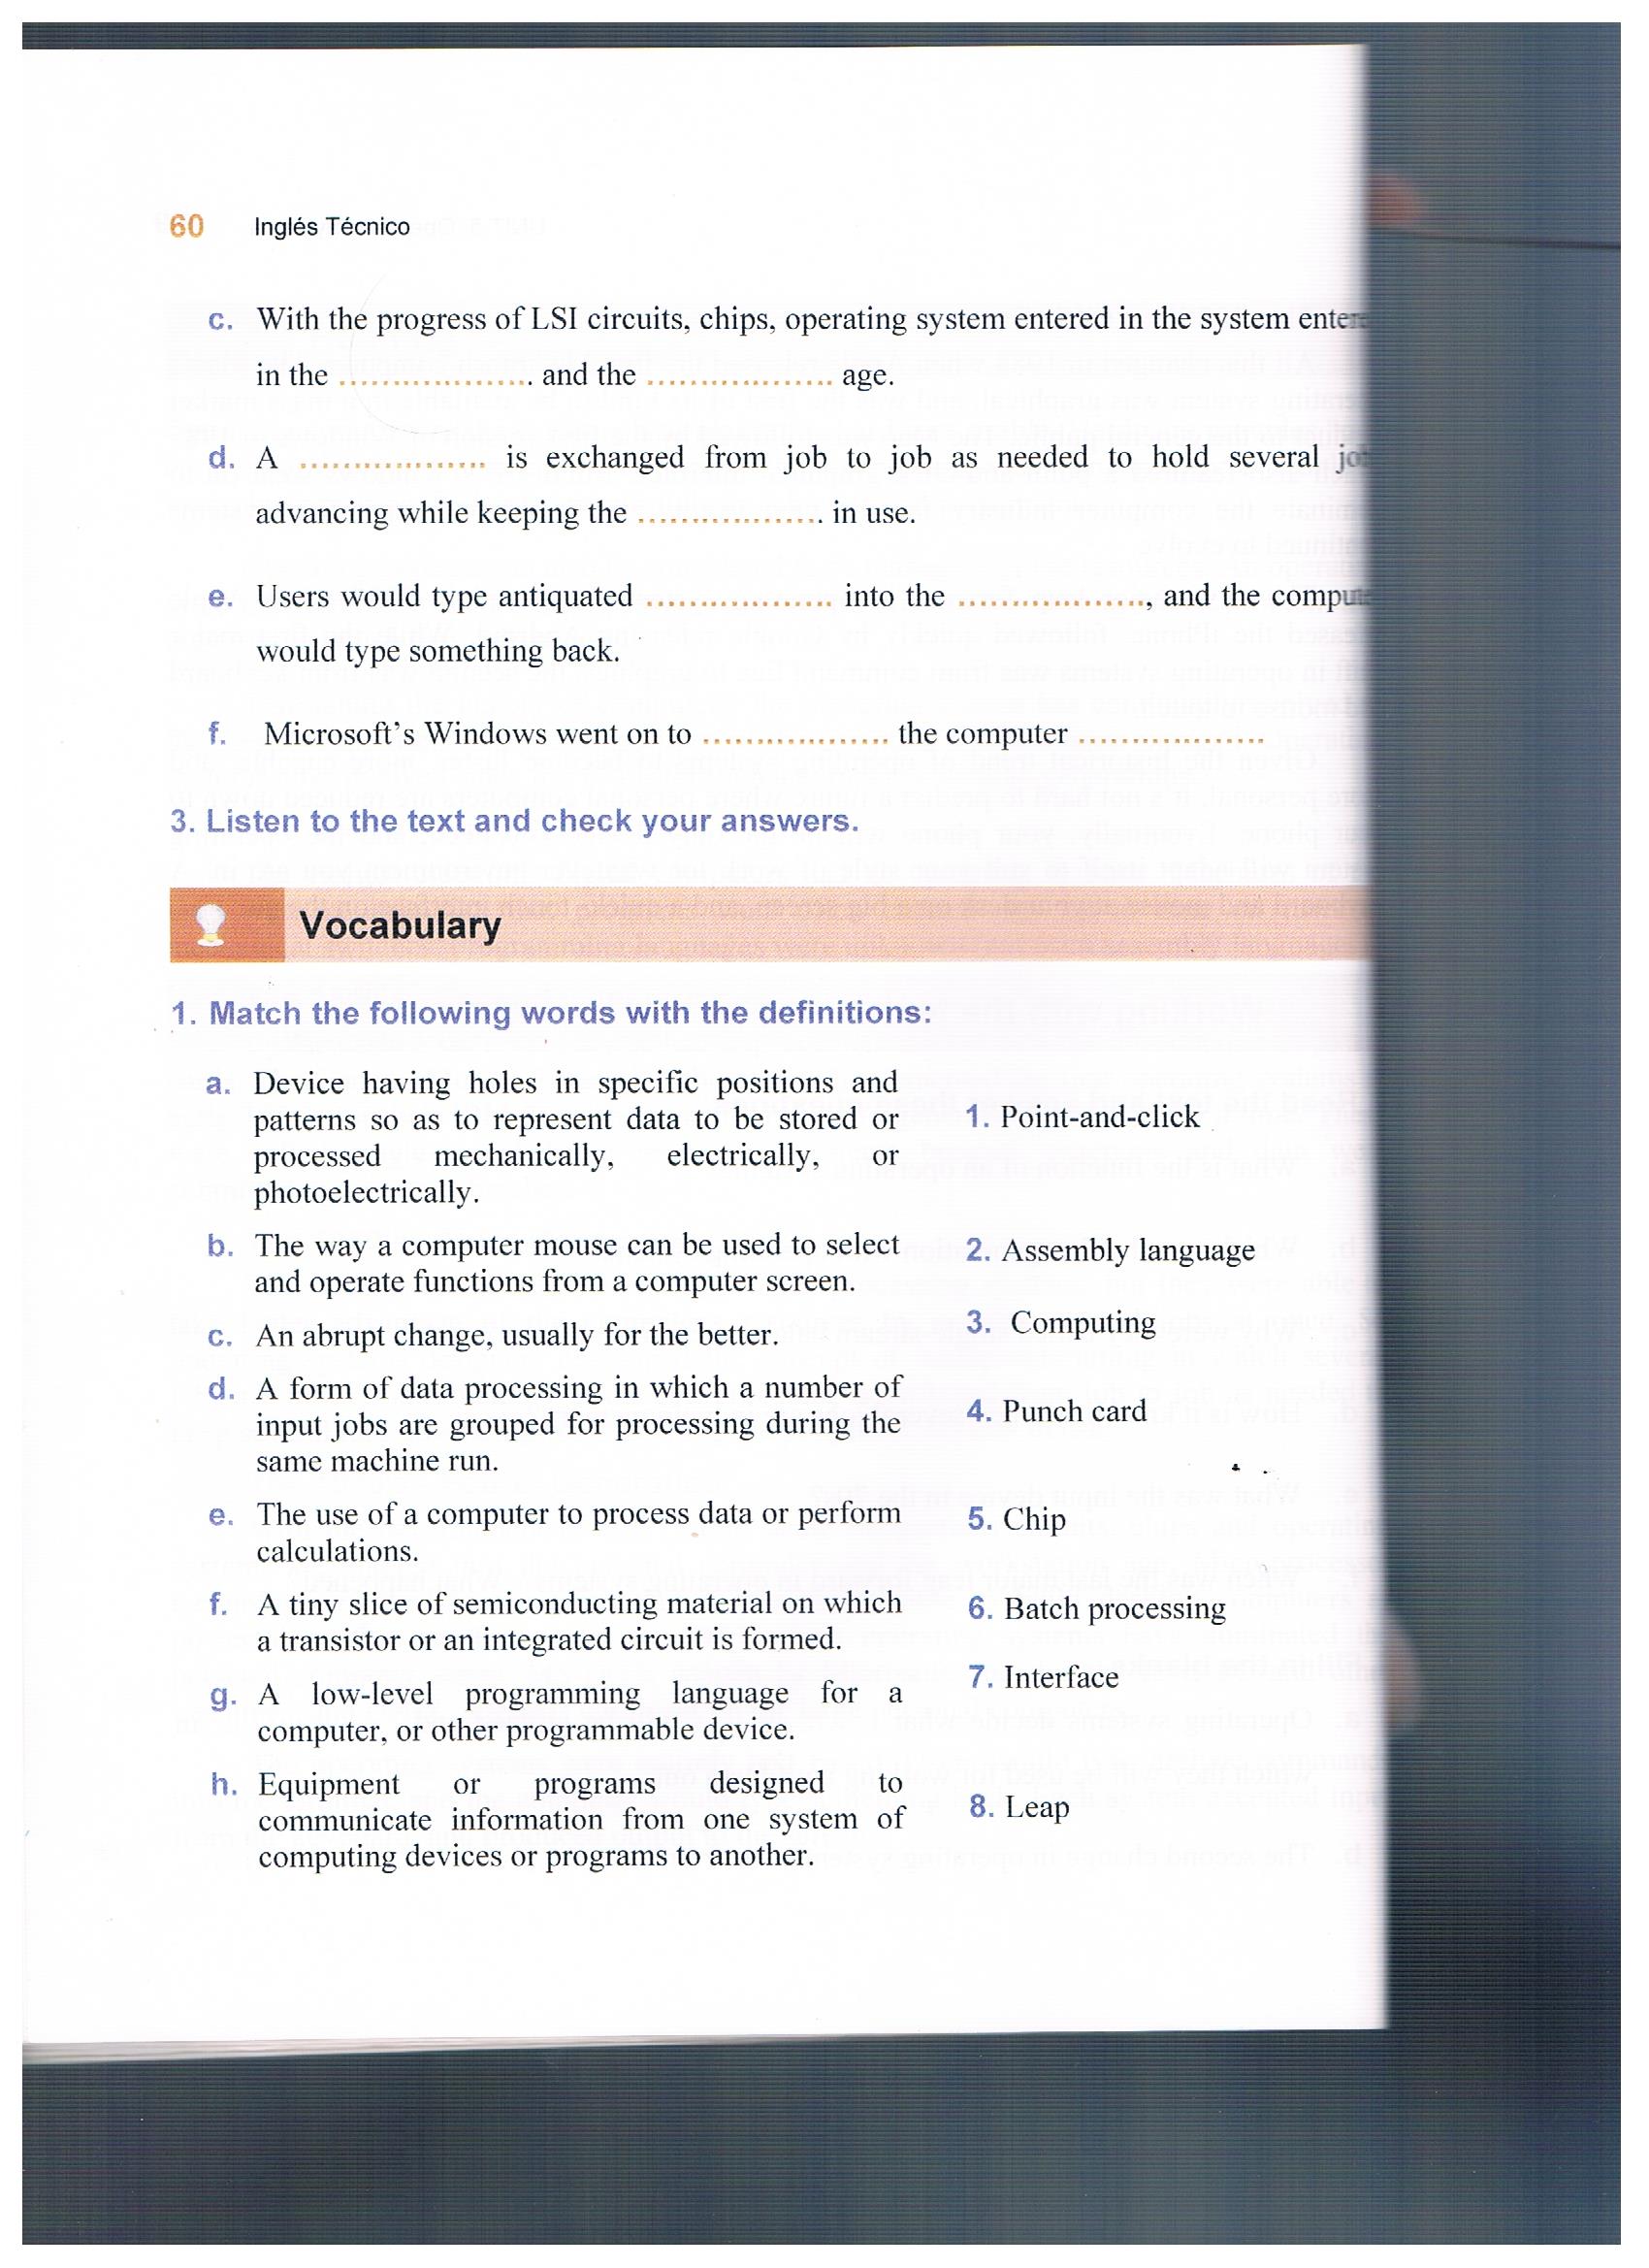 60 Inglés Técnico
c. With the progress of LSI circuits, chips, operating system entered in the system entere
in the .................. and the .................. age.
d. A .................. is exchanged from job to job as needed to hold several jo
advancing while keeping the .................. in use.
e. Users would type antiquated .................. into the .................., and the compute
would type something back.
f. Microsoft's Windows went on to .................. the computer ..................
3. Listen to the text and check your answers.
Vocabulary
1. Match the following words with the definitions:
a. Device having holes in specific positions and
patterns so as to represent data to be stored or
processed mechanically, electrically, or
photoelectrically.
1. Point-and-click
b. The way a computer mouse can be used to select
and operate functions from a computer screen.
2. Assembly language
c. An abrupt change, usually for the better.
3. Computing
d. A form of data processing in which a number of
input jobs are grouped for processing during the
same machine run.
4. Punch card
e. The use of a computer to process data or perform
calculations.
5. Chip
f. A tiny slice of semiconducting material on which
a transistor or an integrated circuit is formed.
6. Batch processing
g. A low-level programming language for a
computer, or other programmable device.
7. Interface
h. Equipment or programs designed to
communicate information from one system of
computing devices or programs to another.
8. Leap